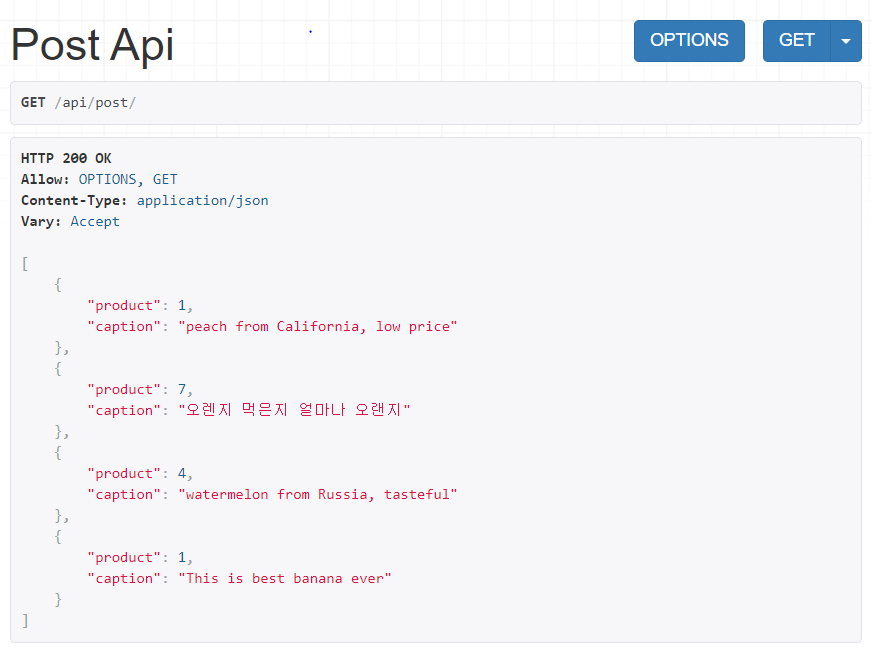 Post Api
OPTIONS
GET
GET /api/post/
HTTP 200 OK
Allow: OPTIONS, GET
Content-Type: application/json
Vary: Accept
[
    {
        "product": 1,
        "caption": "peach from California, low price"
    },
    {
        "product": 7,
        "caption": "오렌지 먹은지 얼마나 오랜지"
    },
    {
        "product": 4,
        "caption": "watermelon from Russia, tasteful"
    },
    {
        "product": 1,
        "caption": "This is best banana ever"
    }
]